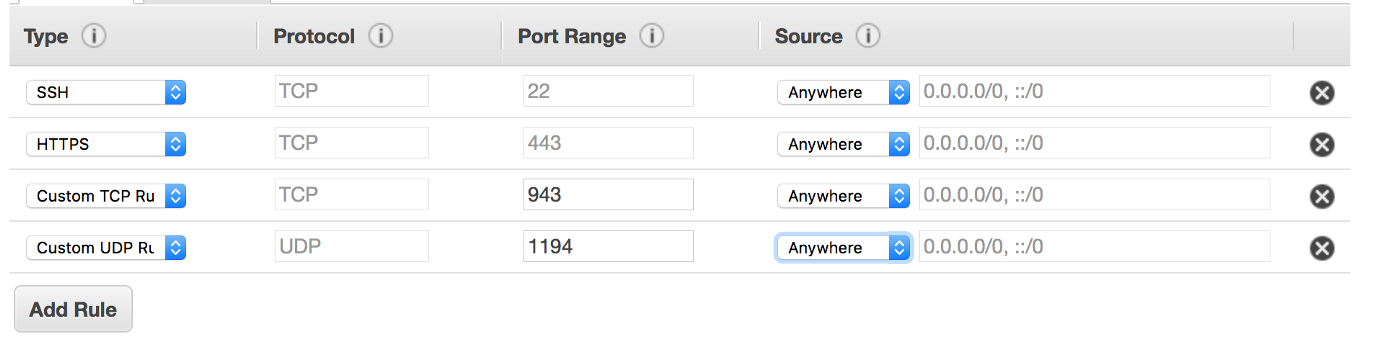 Type i Protocol i Port Range i Source i
SSH TCP 22 Anywhere 0.0.0.0/0, ::/0
HTTPS TCP 443 Anywhere 0.0.0.0/0, ::/0
Custom TCP Ru TCP 943 Anywhere 0.0.0.0/0, ::/0
Custom UDP Ru UDP 1194 Anywhere 0.0.0.0/0, ::/0
Add Rule